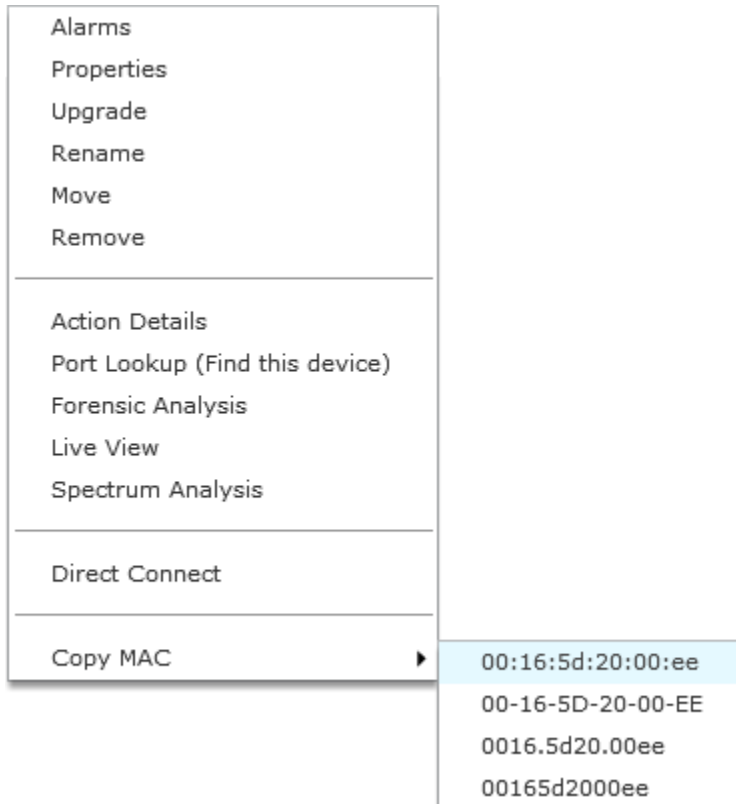 Alarms
Properties
Upgrade
Rename
Move
Remove
Action Details
Port Lookup (Find this device)
Forensic Analysis
Live View
Spectrum Analysis
Direct Connect
Copy MAC
00:16:5d:20:00:ee
00-16-5D-20-00-EE
0016.5d20.00ee
00165d2000ee